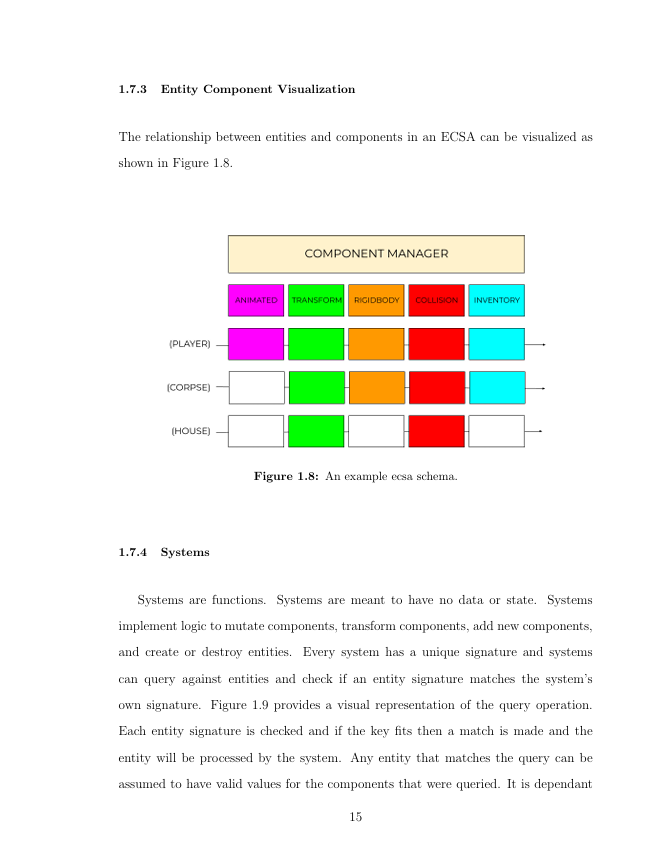 1.7.3 Entity Component Visualization
The relationship between entities and components in an ECSA can be visualized as
shown in Figure 1.8.
COMPONENT MANAGER
ANIMATED TRANSFORM RIGIDBODY COLLISION INVENTORY
(PLAYER)
(CORPSE)
(HOUSE)
Figure 1.8: An example ecsa schema.
1.7.4 Systems
Systems are functions. Systems are meant to have no data or state. Systems
implement logic to mutate components, transform components, add new components,
and create or destroy entities. Every system has a unique signature and systems
can query against entities and check if an entity signature matches the system's
own signature. Figure 1.9 provides a visual representation of the query operation.
Each entity signature is checked and if the key fits then a match is made and the
entity will be processed by the system. Any entity that matches the query can be
assumed to have valid values for the components that were queried. It is dependant
15